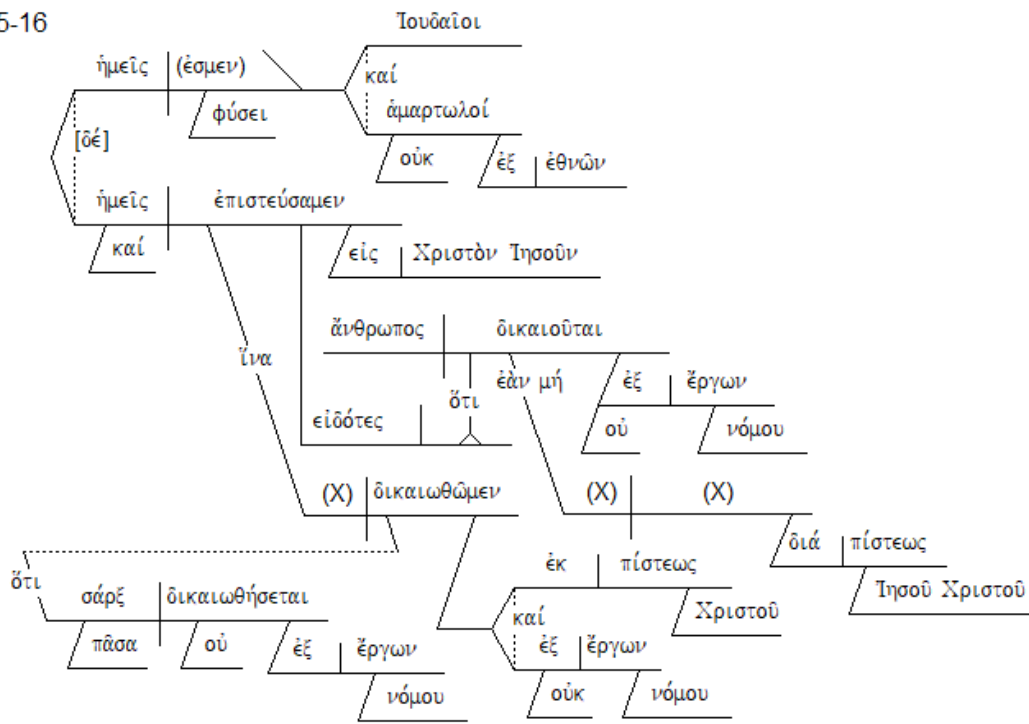 5-16
Ἰουδαῖοι
ἡμεῖς (ἐσμεν) καί
φύσει ἁμαρτωλοί
[δέ] οὐκ ἐξ ἐθνῶν
ἡμεῖς ἐπιστεύσαμεν
καί εἰς Χριστὸν Ἰησοῦν
ἄνθρωπος δικαιοῦται
ἵνα ἐὰν μή ἐξ ἔργων
εἰδότες ὅτι οὐ νόμου
(X) δικαιωθῶμεν (X) (X)
διά πίστεως
ὅτι ἐκ πίστεως Ἰησοῦ Χριστοῦ
σάρξ δικαιωθήσεται καί Χριστοῦ
πᾶσα οὐ ἐξ ἔργων ἐξ ἔργων
νόμου οὐκ νόμου